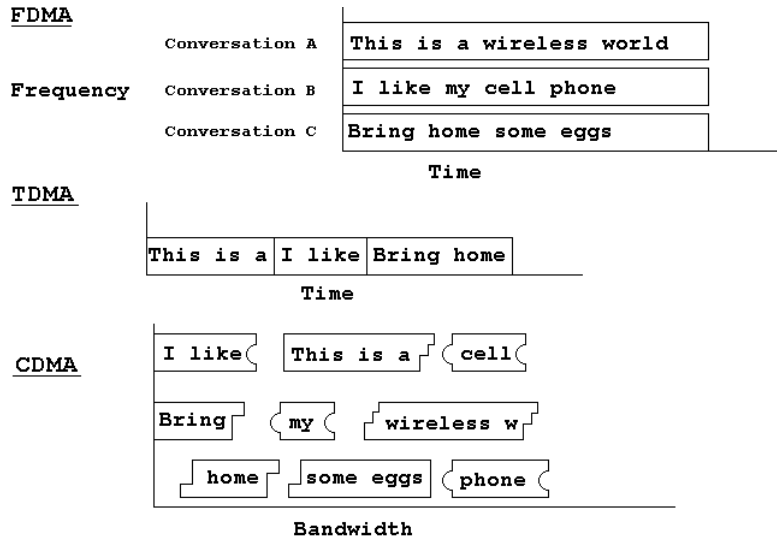 FDMA
Conversation A This is a wireless world
Frequency Conversation B I like my cell phone
Conversation C Bring home some eggs
Time
TDMA
This is a I like Bring home
Time
CDMA
I like This is a cell
Bring my wireless w
home some eggs phone
Bandwidth